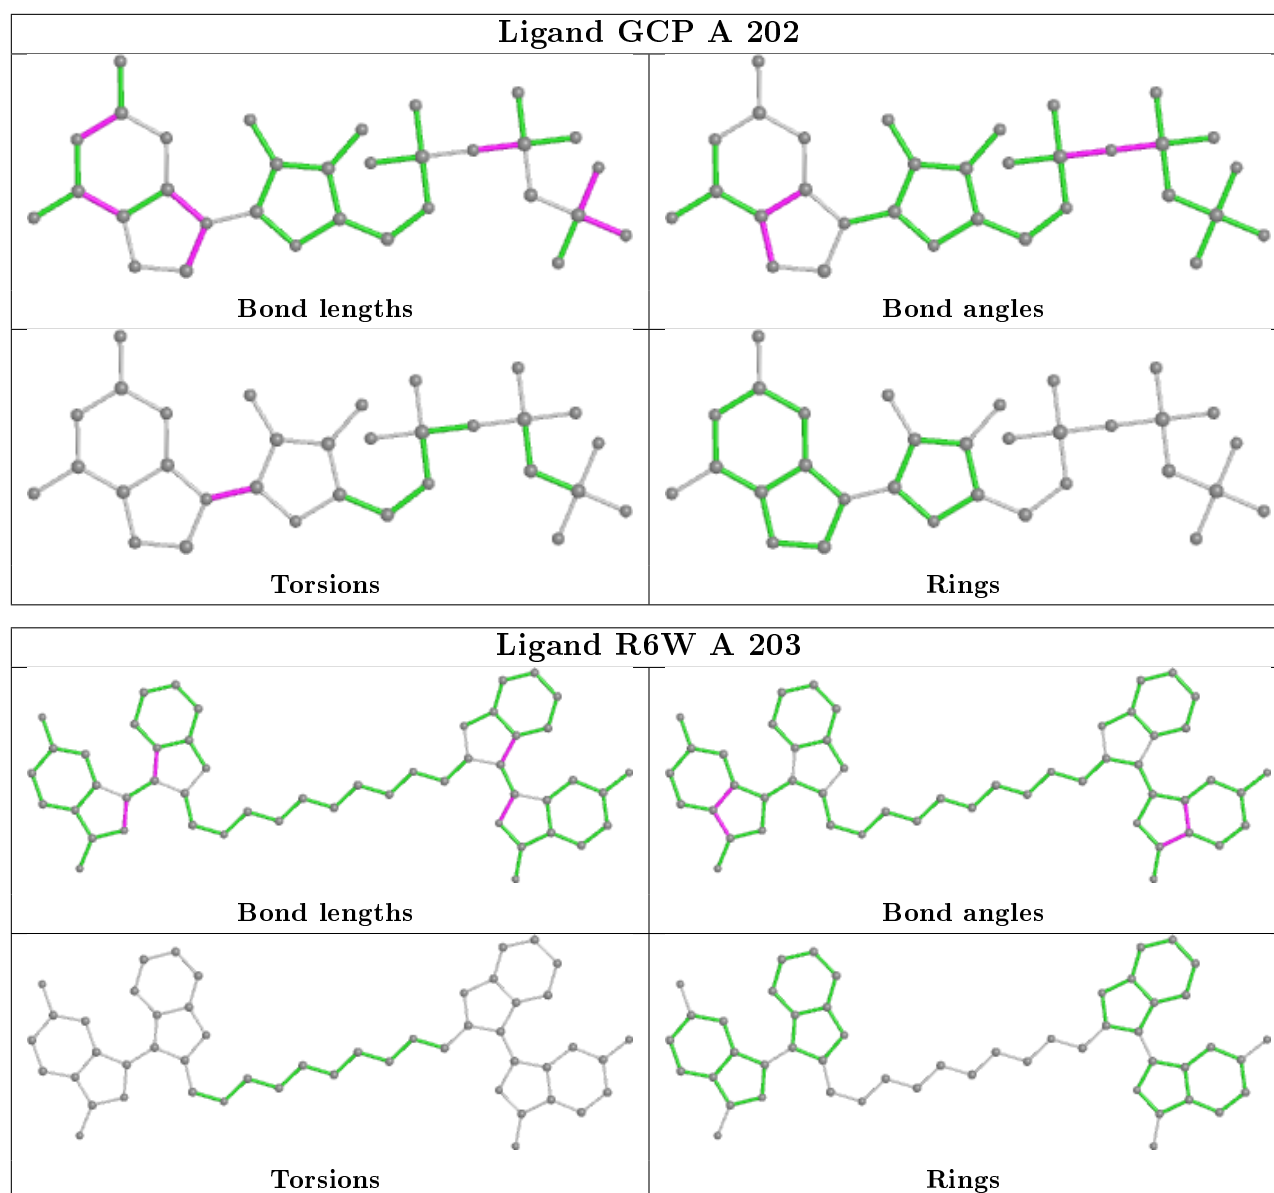 Ligand GCP A 202
Bond lengths
Bond angles
Torsions
Rings
Ligand R6W A 203
Bond lengths
Bond angles
Torsions
Rings